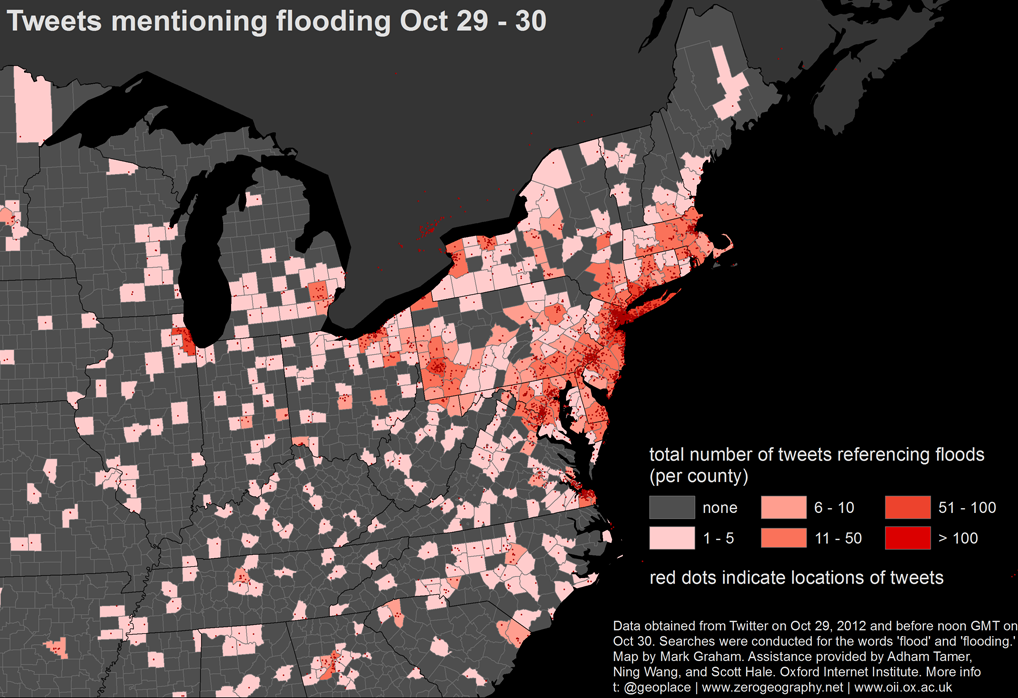 Tweets mentioning flooding Oct 29 - 30
total number of tweets referencing floods
(per county)
none
6 - 10
51 - 100
1 - 5
11 - 50
> 100
red dots indicate locations of tweets
Data obtained from Twitter on Oct 29, 2012 and before noon GMT on
Oct 30. Searches were conducted for the words 'flood' and 'flooding.'
Map by Mark Graham. Assistance provided by Adham Tamer,
Ning Wang, and Scott Hale. Oxford Internet Institute. More info
t: @geoplace | www.zerogeography.net | www.oii.ox.ac.uk